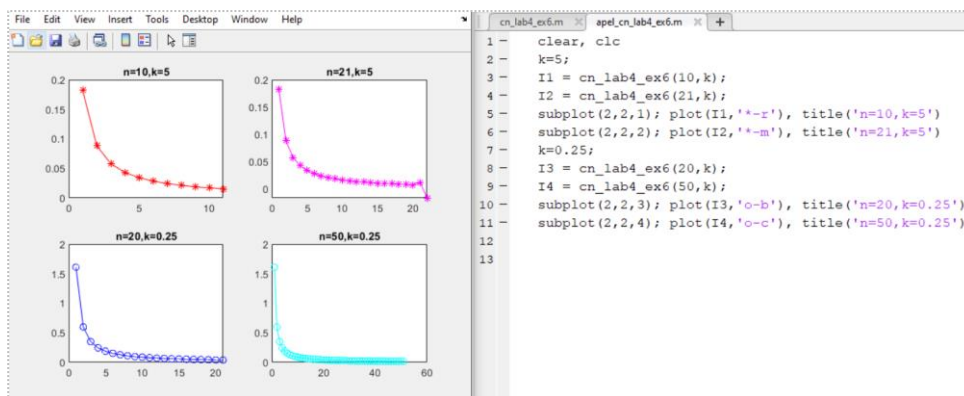 File Edit View Insert Tools Desktop Window Help
n=10,k=5
0.2
0.15
0.1
0.05
0
0 5 10
n=21,k=5
0.2
0.15
0.1
0.05
0
0 5 10 15 20
n=20,k=0.25
2
1.5
1
0.5
0
0 5 10 15 20
n=50,k=0.25
2
1.5
1
0.5
0
0 20 40 60
cn_lab4_ex6.m × apel_cn_lab4_ex6.m × +
1 – clear, clc
2 – k=5;
3 – I1 = cn_lab4_ex6(10,k);
4 – I2 = cn_lab4_ex6(21,k);
5 – subplot(2,2,1); plot(I1,'*-r'), title('n=10,k=5')
6 – subplot(2,2,2); plot(I2,'*-m'), title('n=21,k=5')
7 – k=0.25;
8 – I3 = cn_lab4_ex6(20,k);
9 – I4 = cn_lab4_ex6(50,k);
10 – subplot(2,2,3); plot(I3,'o-b'), title('n=20,k=0.25')
11 – subplot(2,2,4); plot(I4,'o-c'), title('n=50,k=0.25')
12
13